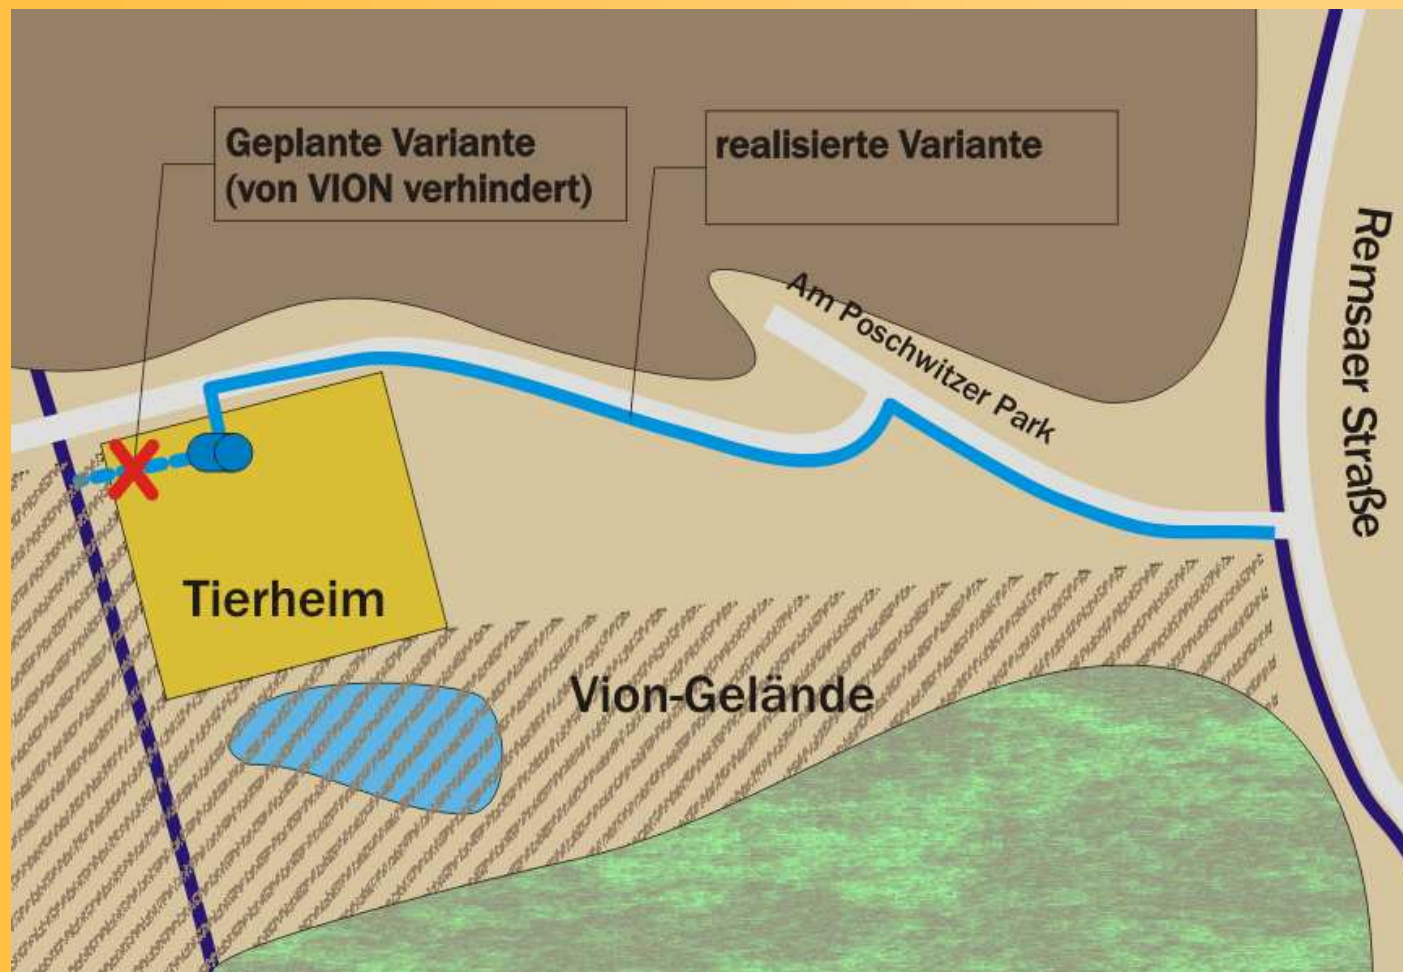 Geplante Variante
(von VION verhindert)
realisierte Variante
Am Poschwitzer Park
Remsaer Straße
Tierheim
Vion-Gelände